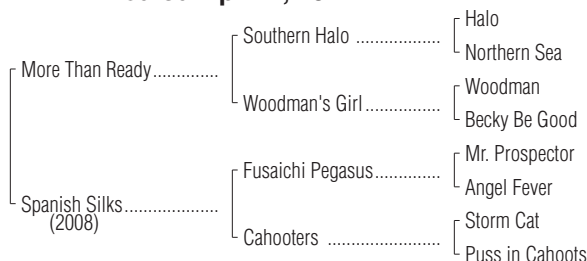 Southern Halo
Halo
Northern Sea
More Than Ready
Woodman's Girl
Woodman
Becky Be Good
Fusaichi Pegasus
Mr. Prospector
Angel Fever
Spanish Silks
(2008)
Cahooters
Storm Cat
Puss in Cahoots